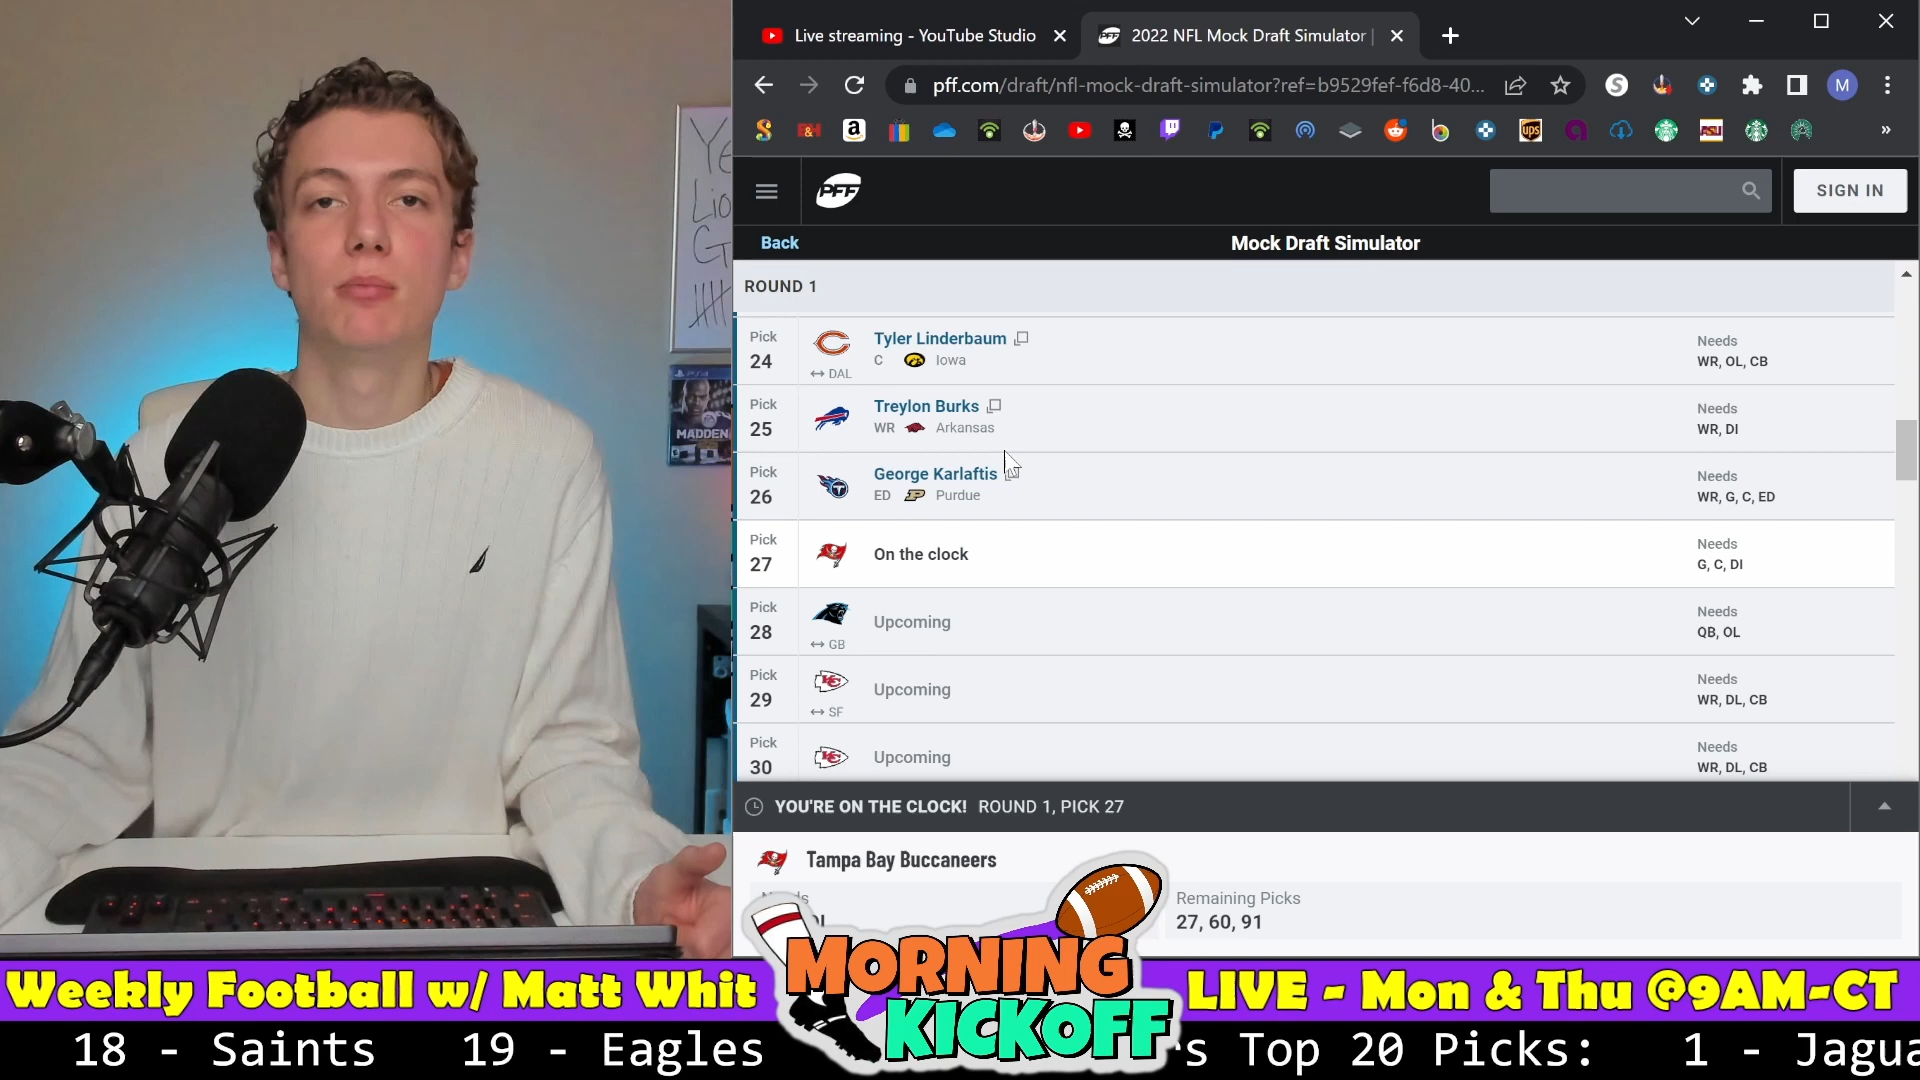 Live streaming - YouTube Studio
2022 NFL Mock Draft Simulator |
pff.com/draft/nfl-mock-draft-simulator?ref=b9529fef-f6d8-40...
M
PFF
SIGN IN
Back
Mock Draft Simulator
ROUND 1
Pick 24
DAL
Tyler Linderbaum
C Iowa
Needs
WR, OL, CB
Pick 25
Treylon Burks
WR Arkansas
Needs
WR, DI
Pick 26
George Karlaftis
ED Purdue
Needs
WR, G, C, ED
Pick 27
On the clock
Needs
G, C, DI
Pick 28
GB
Upcoming
Needs
QB, OL
Pick 29
SF
Upcoming
Needs
WR, DL, CB
Pick 30
Upcoming
Needs
WR, DL, CB
YOU'RE ON THE CLOCK! ROUND 1, PICK 27
Tampa Bay Buccaneers
Remaining Picks
27, 60, 91
MADDEN
Weekly Football w/ Matt Whit
MORNING
KICKOFF
LIVE - Mon & Thu @9AM-CT
18 - Saints 19 - Eagles
's Top 20 Picks: 1 - Jagua